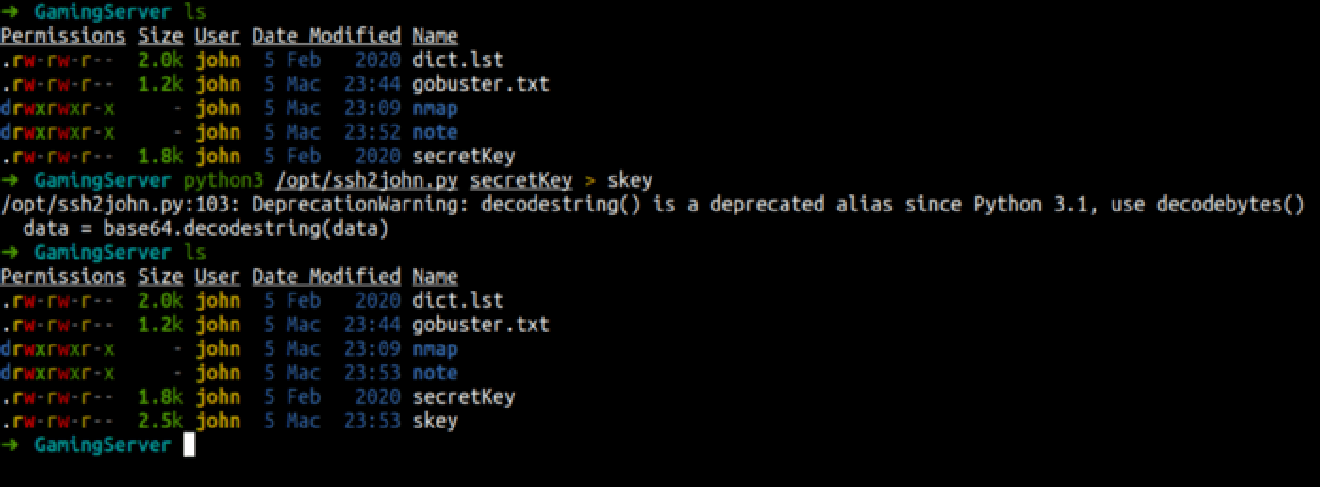 → GamingServer ls
Permissions Size User Date Modified Name
.rw-rw-r-- 2.0k john 5 Feb 2020 dict.lst
.rw-rw-r-- 1.2k john 5 Mac 23:44 gobuster.txt
drwxrwxr-x - john 5 Mac 23:09 nmap
drwxrwxr-x - john 5 Mac 23:52 note
.rw-rw-r-- 1.8k john 5 Feb 2020 secretKey
→ GamingServer python3 /opt/ssh2john.py secretKey > skey
/opt/ssh2john.py:103: DeprecationWarning: decodestring() is a deprecated alias since Python 3.1, use decodebytes()
data = base64.decodestring(data)
→ GamingServer ls
Permissions Size User Date Modified Name
.rw-rw-r-- 2.0k john 5 Feb 2020 dict.lst
.rw-rw-r-- 1.2k john 5 Mac 23:44 gobuster.txt
drwxrwxr-x - john 5 Mac 23:09 nmap
drwxrwxr-x - john 5 Mac 23:53 note
.rw-rw-r-- 1.8k john 5 Feb 2020 secretKey
.rw-rw-r-- 2.5k john 5 Mac 23:53 skey
→ GamingServer